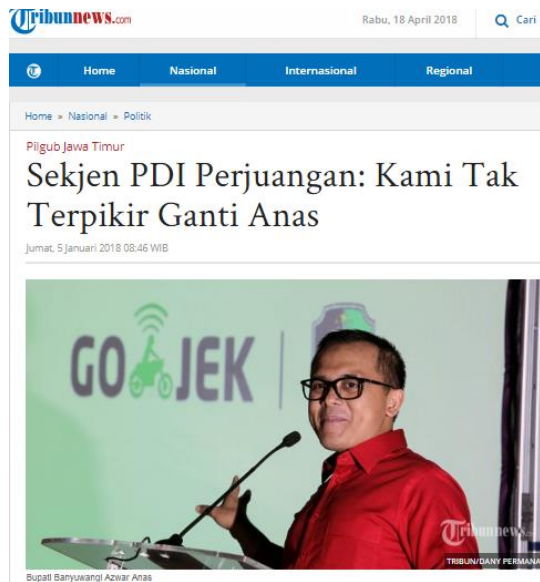 Tribunnews.com
Rabu, 18 April 2018
Cari
Home
Nasional
Internasional
Regional
Home » Nasional » Politik
Pilgub Jawa Timur
Sekjen PDI Perjuangan: Kami Tak
Terpikir Ganti Anas
Jumat, 5 Januari 2018 08:46 WIB
GO JEK
Tribunnews
TRIBUN/DANY PERMANA
Bupati Banyuwangi Azwar Anas